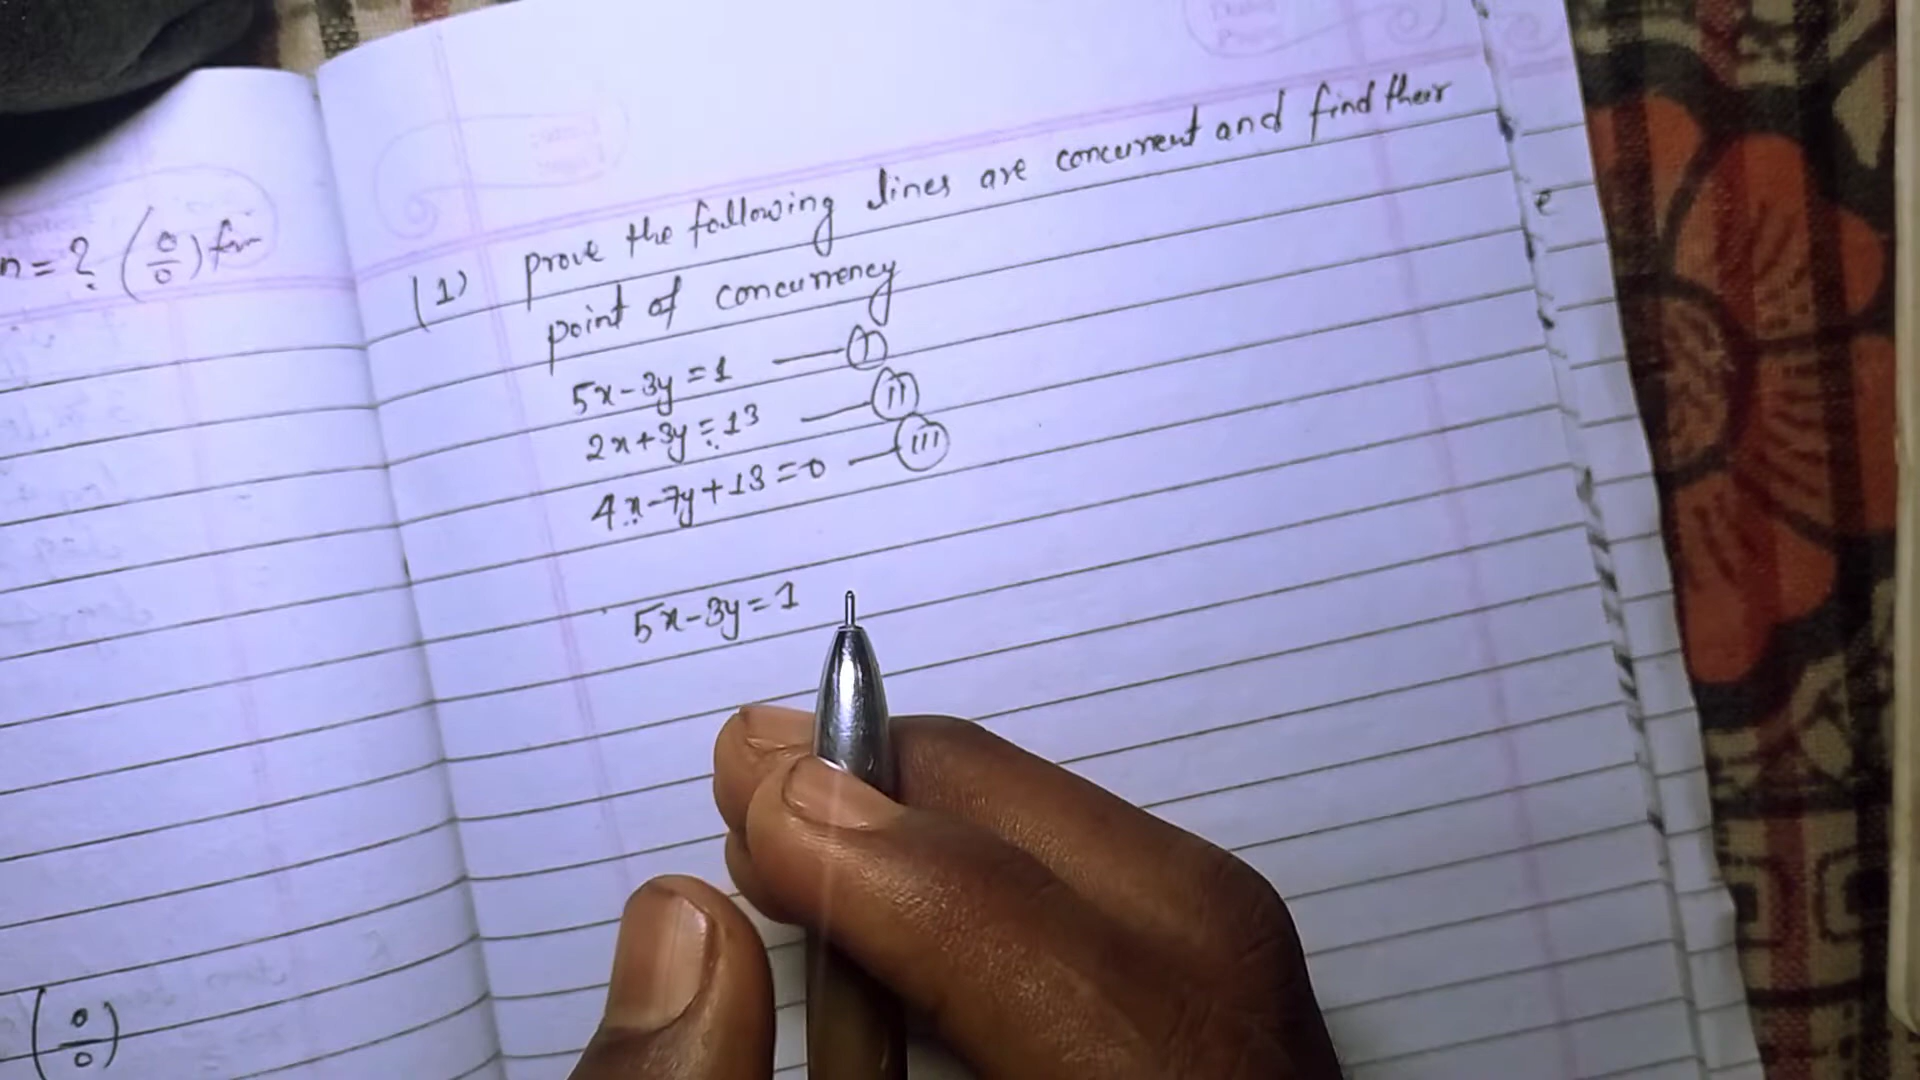 n = ? (0/0) form
(1) prove the following lines are concurrent and find their
point of concurrency
5x-3y=1 — (I)
2x+3y=13 — (II)
4x-7y+13=0 — (III)
5x-3y=1
(0/0)
e